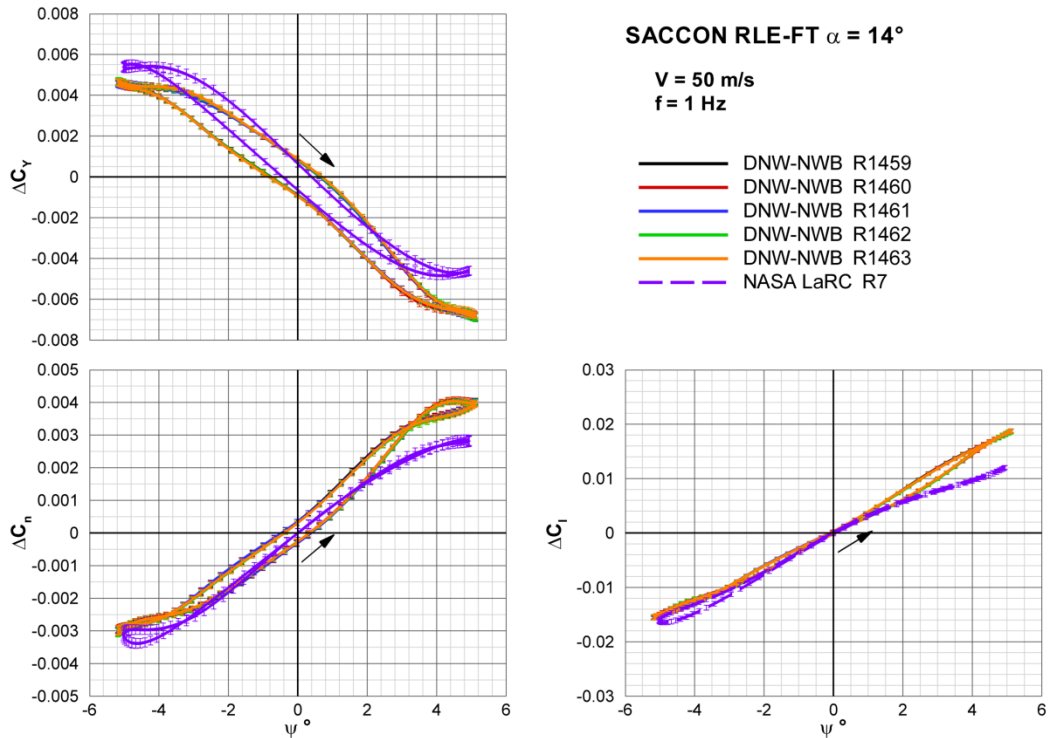 SACCON RLE-FT α = 14°
V = 50 m/s
f = 1 Hz
DNW-NWB R1459
DNW-NWB R1460
DNW-NWB R1461
DNW-NWB R1462
DNW-NWB R1463
NASA LaRC R7
0.008
0.006
0.004
0.002
0
-0.002
-0.004
-0.006
-0.008
ΔC_Y
0.005
0.004
0.003
0.002
0.001
0
-0.001
-0.002
-0.003
-0.004
-0.005
ΔC_n
-6 -4 -2 0 2 4 6
ψ °
0.03
0.02
0.01
0
-0.01
-0.02
-0.03
ΔC_l
-6 -4 -2 0 2 4 6
ψ °